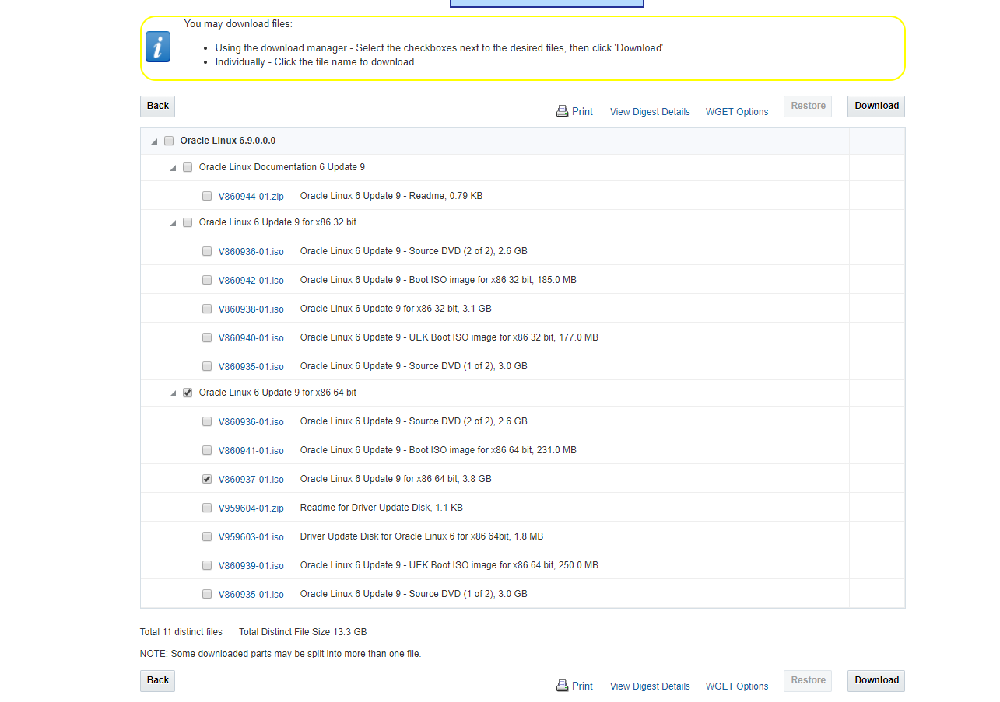 You may download files:
Using the download manager - Select the checkboxes next to the desired files, then click 'Download'
Individually - Click the file name to download
Back Print View Digest Details WGET Options Restore Download
Oracle Linux 6.9.0.0.0
Oracle Linux Documentation 6 Update 9
V860944-01.zip Oracle Linux 6 Update 9 - Readme, 0.79 KB
Oracle Linux 6 Update 9 for x86 32 bit
V860936-01.iso Oracle Linux 6 Update 9 - Source DVD (2 of 2), 2.6 GB
V860942-01.iso Oracle Linux 6 Update 9 - Boot ISO image for x86 32 bit, 185.0 MB
V860938-01.iso Oracle Linux 6 Update 9 for x86 32 bit, 3.1 GB
V860940-01.iso Oracle Linux 6 Update 9 - UEK Boot ISO image for x86 32 bit, 177.0 MB
V860935-01.iso Oracle Linux 6 Update 9 - Source DVD (1 of 2), 3.0 GB
Oracle Linux 6 Update 9 for x86 64 bit
V860936-01.iso Oracle Linux 6 Update 9 - Source DVD (2 of 2), 2.6 GB
V860941-01.iso Oracle Linux 6 Update 9 - Boot ISO image for x86 64 bit, 231.0 MB
V860937-01.iso Oracle Linux 6 Update 9 for x86 64 bit, 3.8 GB
V959604-01.zip Readme for Driver Update Disk, 1.1 KB
V959603-01.iso Driver Update Disk for Oracle Linux 6 for x86 64bit, 1.8 MB
V860939-01.iso Oracle Linux 6 Update 9 - UEK Boot ISO image for x86 64 bit, 250.0 MB
V860935-01.iso Oracle Linux 6 Update 9 - Source DVD (1 of 2), 3.0 GB
Total 11 distinct files Total Distinct File Size 13.3 GB
NOTE: Some downloaded parts may be split into more than one file.
Back Print View Digest Details WGET Options Restore Download